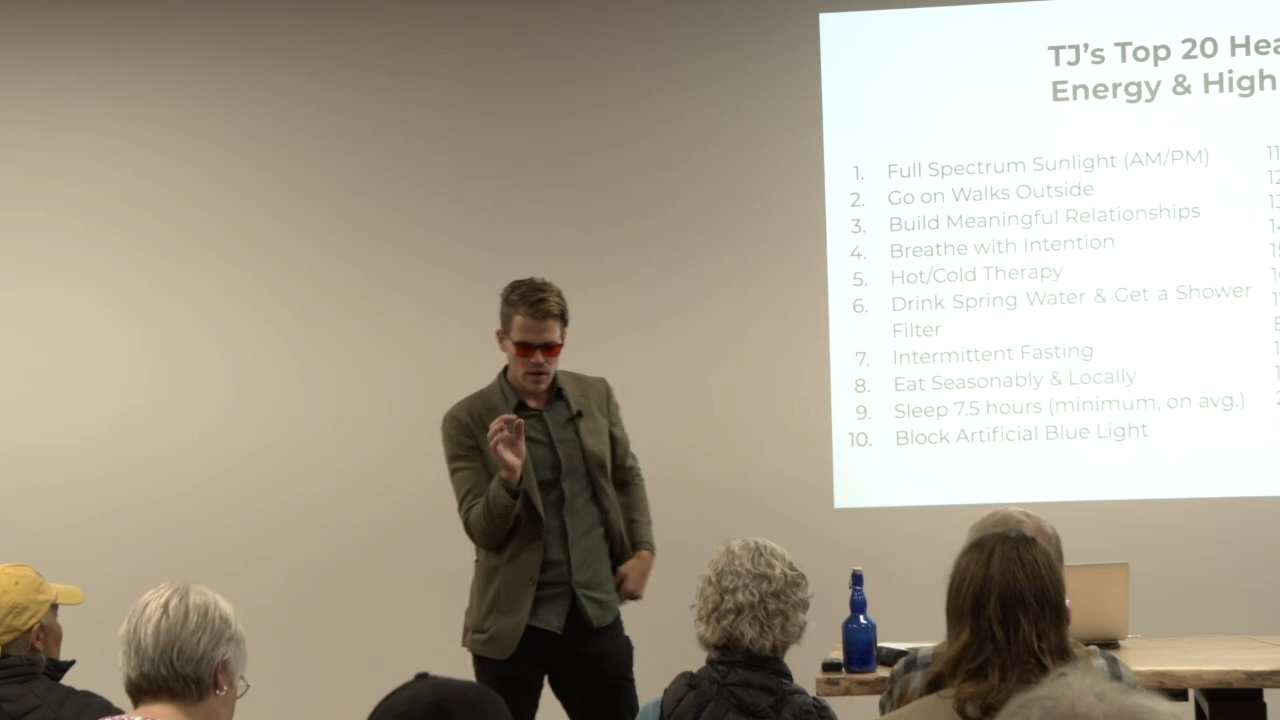 TJ's Top 20
Energy & High
1. Full Spectrum Sunlight (AM/PM)
2. Go on Walks Outside
3. Build Meaningful Relationships
4. Breathe with Intention
5. Hot/Cold Therapy
6. Drink Spring Water & Get a Shower
Filter
7. Intermittent Fasting
8. Eat Seasonably & Locally
9. Sleep 7.5 hours (minimum, on avg.)
10. Block Artificial Blue Light
11
12